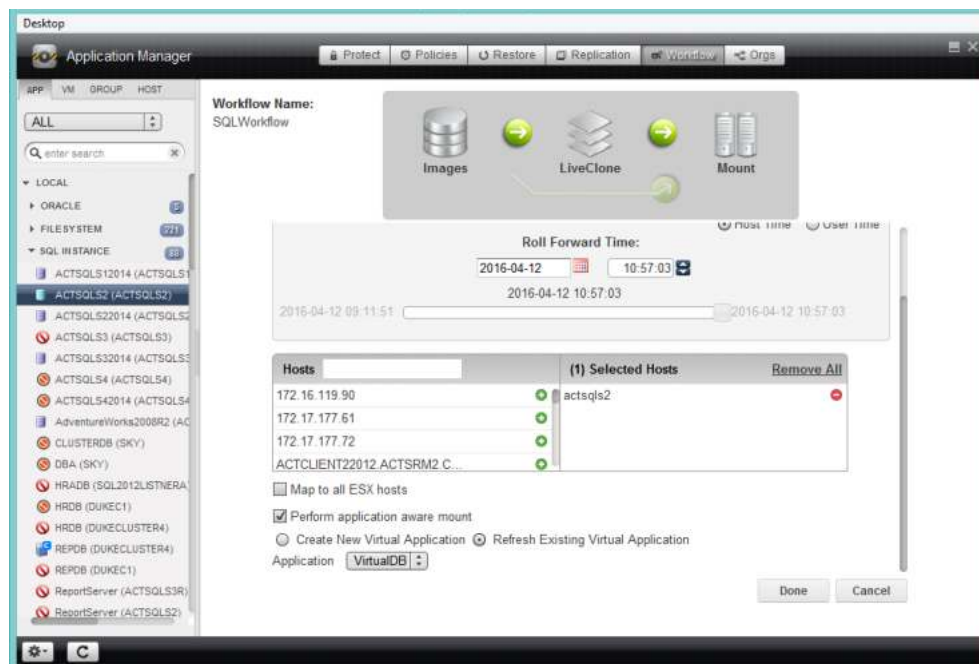 Desktop
Application Manager
Protect Policies Restore Replication Workflow Orgs
APP VM GROUP HOST
ALL
enter search
LOCAL
ORACLE 5
FILESYSTEM 221
SQL INSTANCE
ACTSQLS12014 (ACTSQLS1
ACTSQLS2 (ACTSQLS2)
ACTSQLS22014 (ACTSQLS2
ACTSQLS3 (ACTSQLS3)
ACTSQLS32014 (ACTSQLS3
ACTSQLS4 (ACTSQLS4)
ACTSQLS42014 (ACTSQLS4
AdventureWorks2008R2 (AC
CLUSTERDB (SKY)
DBA (SKY)
HRADB (SQL2012LISTNERA)
HRDB (DUKEC1)
HRDB (DUKECLUSTER4)
REPDB (DUKECLUSTER4)
REPDB (DUKEC1)
ReportServer (ACTSQLS3R)
ReportServer (ACTSQLS2)
Workflow Name:
SQLWorkflow
Images LiveClone Mount
Host Time User Time
Roll Forward Time:
2016-04-12 10:57:03
2016-04-12 10:57:03
2016-04-12 09:11:51 2016-04-12 10:57:03
Hosts (1) Selected Hosts Remove All
172.16.119.90 actsqls2
172.17.177.61
172.17.177.72
ACTCLIENT22012.ACTSRM2.C...
Map to all ESX hosts
Perform application aware mount
Create New Virtual Application Refresh Existing Virtual Application
Application VirtualDB
Done Cancel